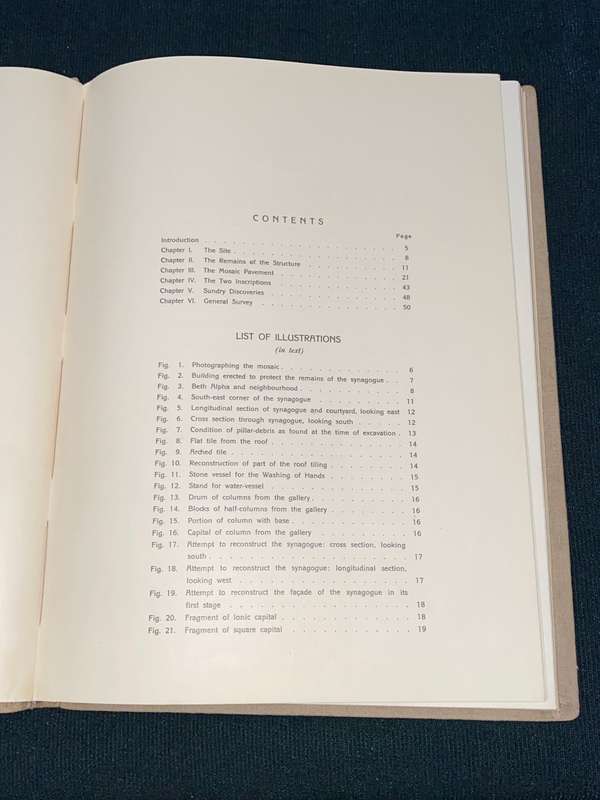 CONTENTS
Page
Introduction . . . . . . . . . . . . . . . . . . . . . 5
Chapter I. The Site . . . . . . . . . . . . . . . . . . 8
Chapter II. The Remains of the Structure . . . . . . . . . 11
Chapter III. The Mosaic Pavement . . . . . . . . . . . . 21
Chapter IV. The Two Inscriptions . . . . . . . . . . . . 43
Chapter V. Sundry Discoveries . . . . . . . . . . . . . 48
Chapter VI. General Survey . . . . . . . . . . . . . . 50
LIST OF ILLUSTRATIONS
(in text)
Fig. 1. Photographing the mosaic . . . . . . . . . . . . 6
Fig. 2. Building erected to protect the remains of the synagogue . . 7
Fig. 3. Beth Alpha and neighbourhood . . . . . . . . . . 8
Fig. 4. South-east corner of the synagogue . . . . . . . . 11
Fig. 5. Longitudinal section of synagogue and courtyard, looking east 12
Fig. 6. Cross section through synagogue, looking south . . . . . 12
Fig. 7. Condition of pillar-debris as found at the time of excavation . 13
Fig. 8. Flat tile from the roof . . . . . . . . . . . . . 14
Fig. 9. Arched tile . . . . . . . . . . . . . . . . . 14
Fig. 10. Reconstruction of part of the roof tiling . . . . . . . 14
Fig. 11. Stone vessel for the Washing of Hands . . . . . . . 15
Fig. 12. Stand for water-vessel . . . . . . . . . . . . . 15
Fig. 13. Drum of columns from the gallery . . . . . . . . . 16
Fig. 14. Blocks of half-columns from the gallery . . . . . . . 16
Fig. 15. Portion of column with base . . . . . . . . . . . 16
Fig. 16. Capital of column from the gallery . . . . . . . . 16
Fig. 17. Attempt to reconstruct the synagogue: cross section, looking
south . . . . . . . . . . . . . . . . . . . 17
Fig. 18. Attempt to reconstruct the synagogue: longitudinal section,
looking west . . . . . . . . . . . . . . . . 17
Fig. 19. Attempt to reconstruct the façade of the synagogue in its
first stage . . . . . . . . . . . . . . . . . 18
Fig. 20. Fragment of Ionic capital . . . . . . . . . . . . 18
Fig. 21. Fragment of square capital . . . . . . . . . . . 19